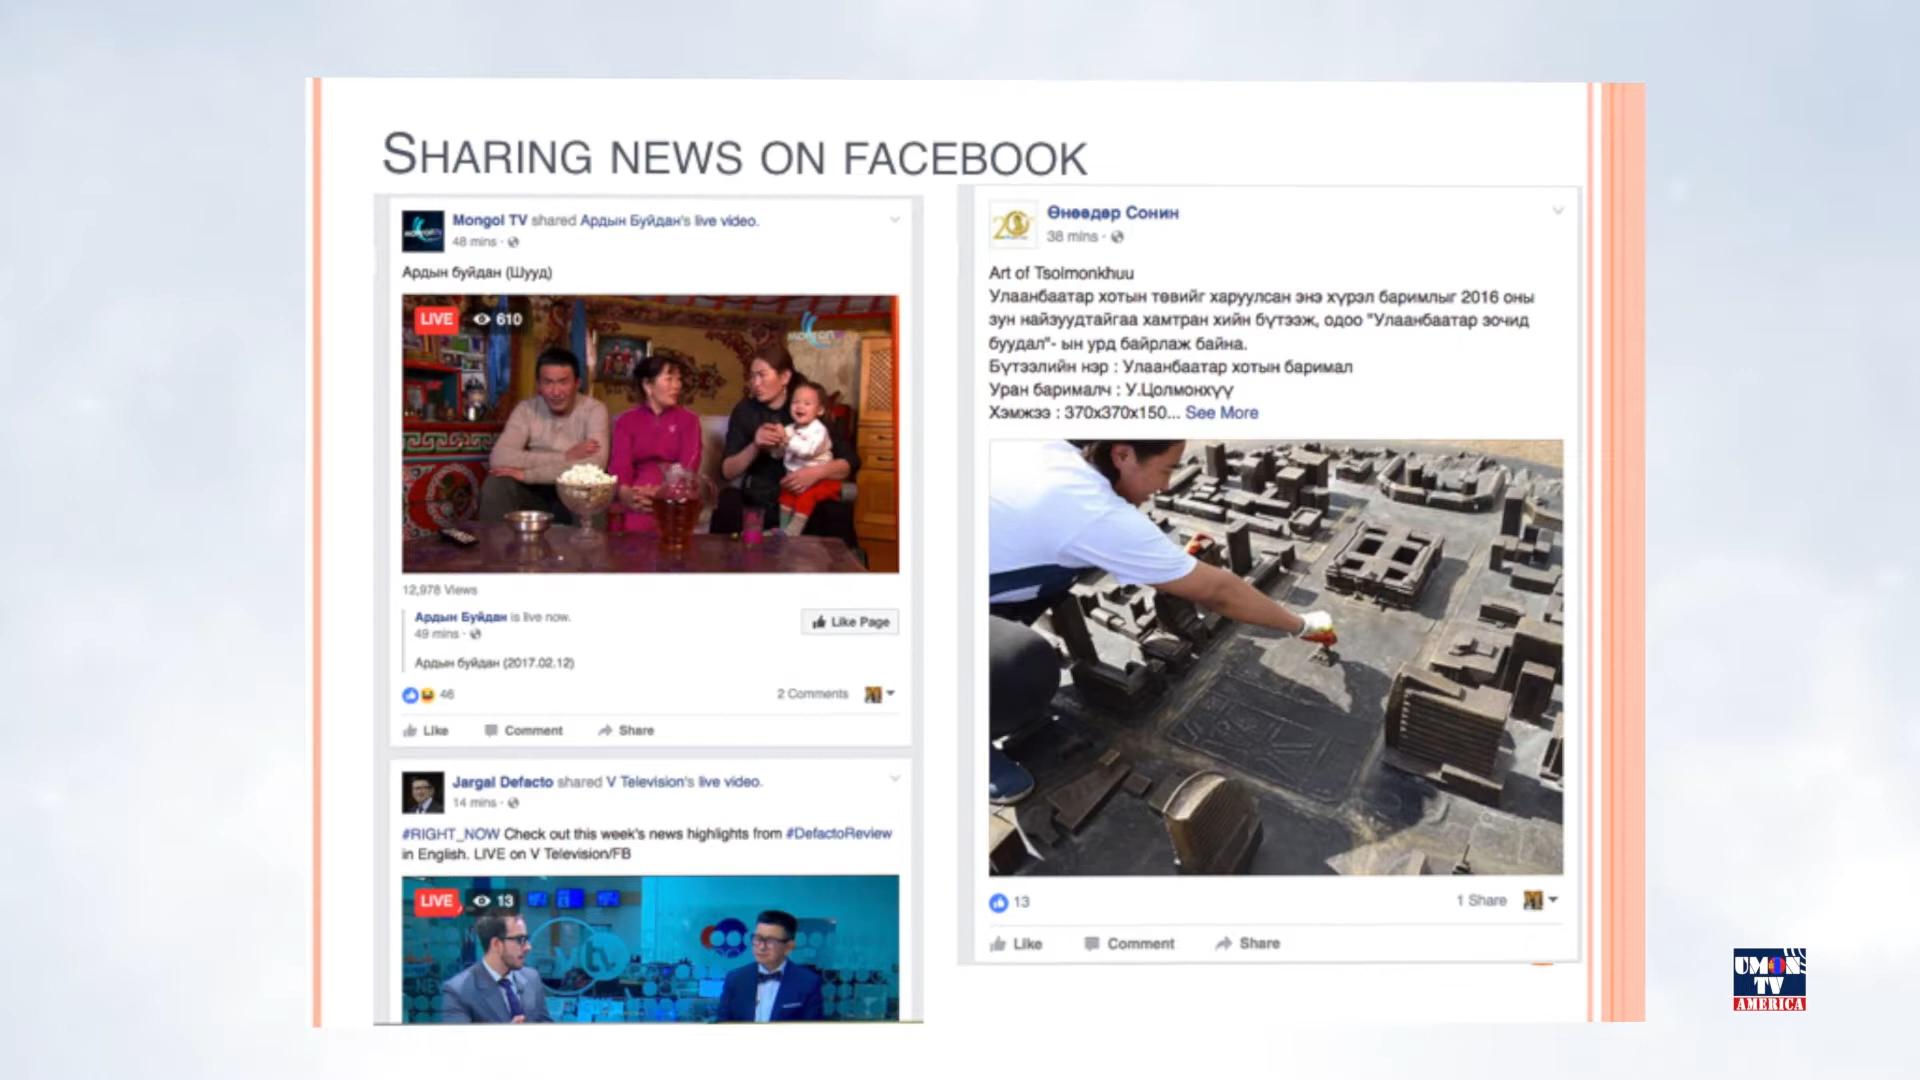 SHARING NEWS ON FACEBOOK
Mongol TV shared Ардын Буйдан's live video.
48 mins ·
Ардын буйдан (Шууд)
LIVE 610
12,978 Views
Ардын Буйдан is live now.
49 mins ·
Like Page
Ардын буйдан (2017.02.12)
46
2 Comments
Like Comment Share
Jargal Defacto shared V Television's live video.
14 mins ·
#RIGHT_NOW Check out this week's news highlights from #DefactoReview
in English. LIVE on V Television/FB
LIVE 13
Өнөөдөр Сонин
38 mins ·
Art of Tsolmonkhuu
Улаанбаатар хотын төвийг харуулсан энэ хүрэл баримлыг 2016 оны
зун найзуудтайгаа хамтран хийн бүтээж, одоо "Улаанбаатар зочид
буудал"- ын урд байрлаж байна.
Бүтээлийн нэр : Улаанбаатар хотын баримал
Уран барималч : У.Цолмонхүү
Хэмжээ : 370x370x150... See More
13
1 Share
Like Comment Share
UMON
TV
AMERICA